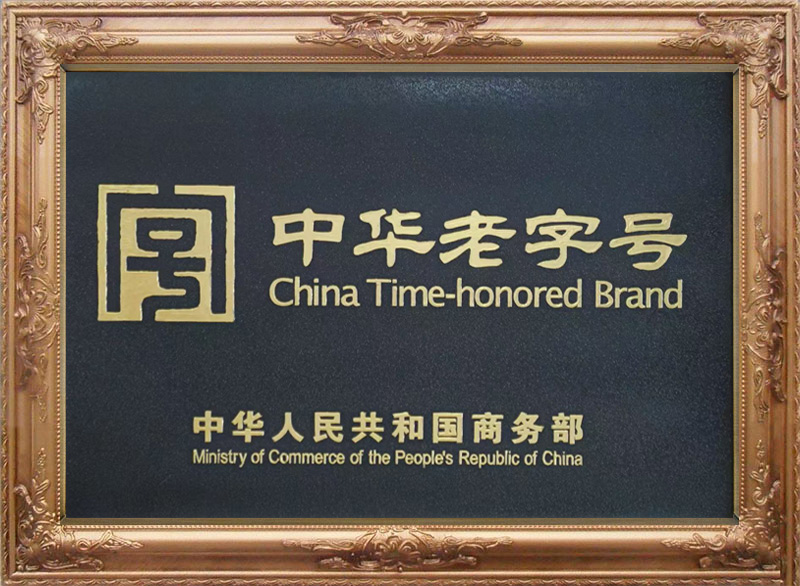 中华老字号
China Time-honored Brand
中华人民共和国商务部
Ministry of Commerce of the People's Republic of China